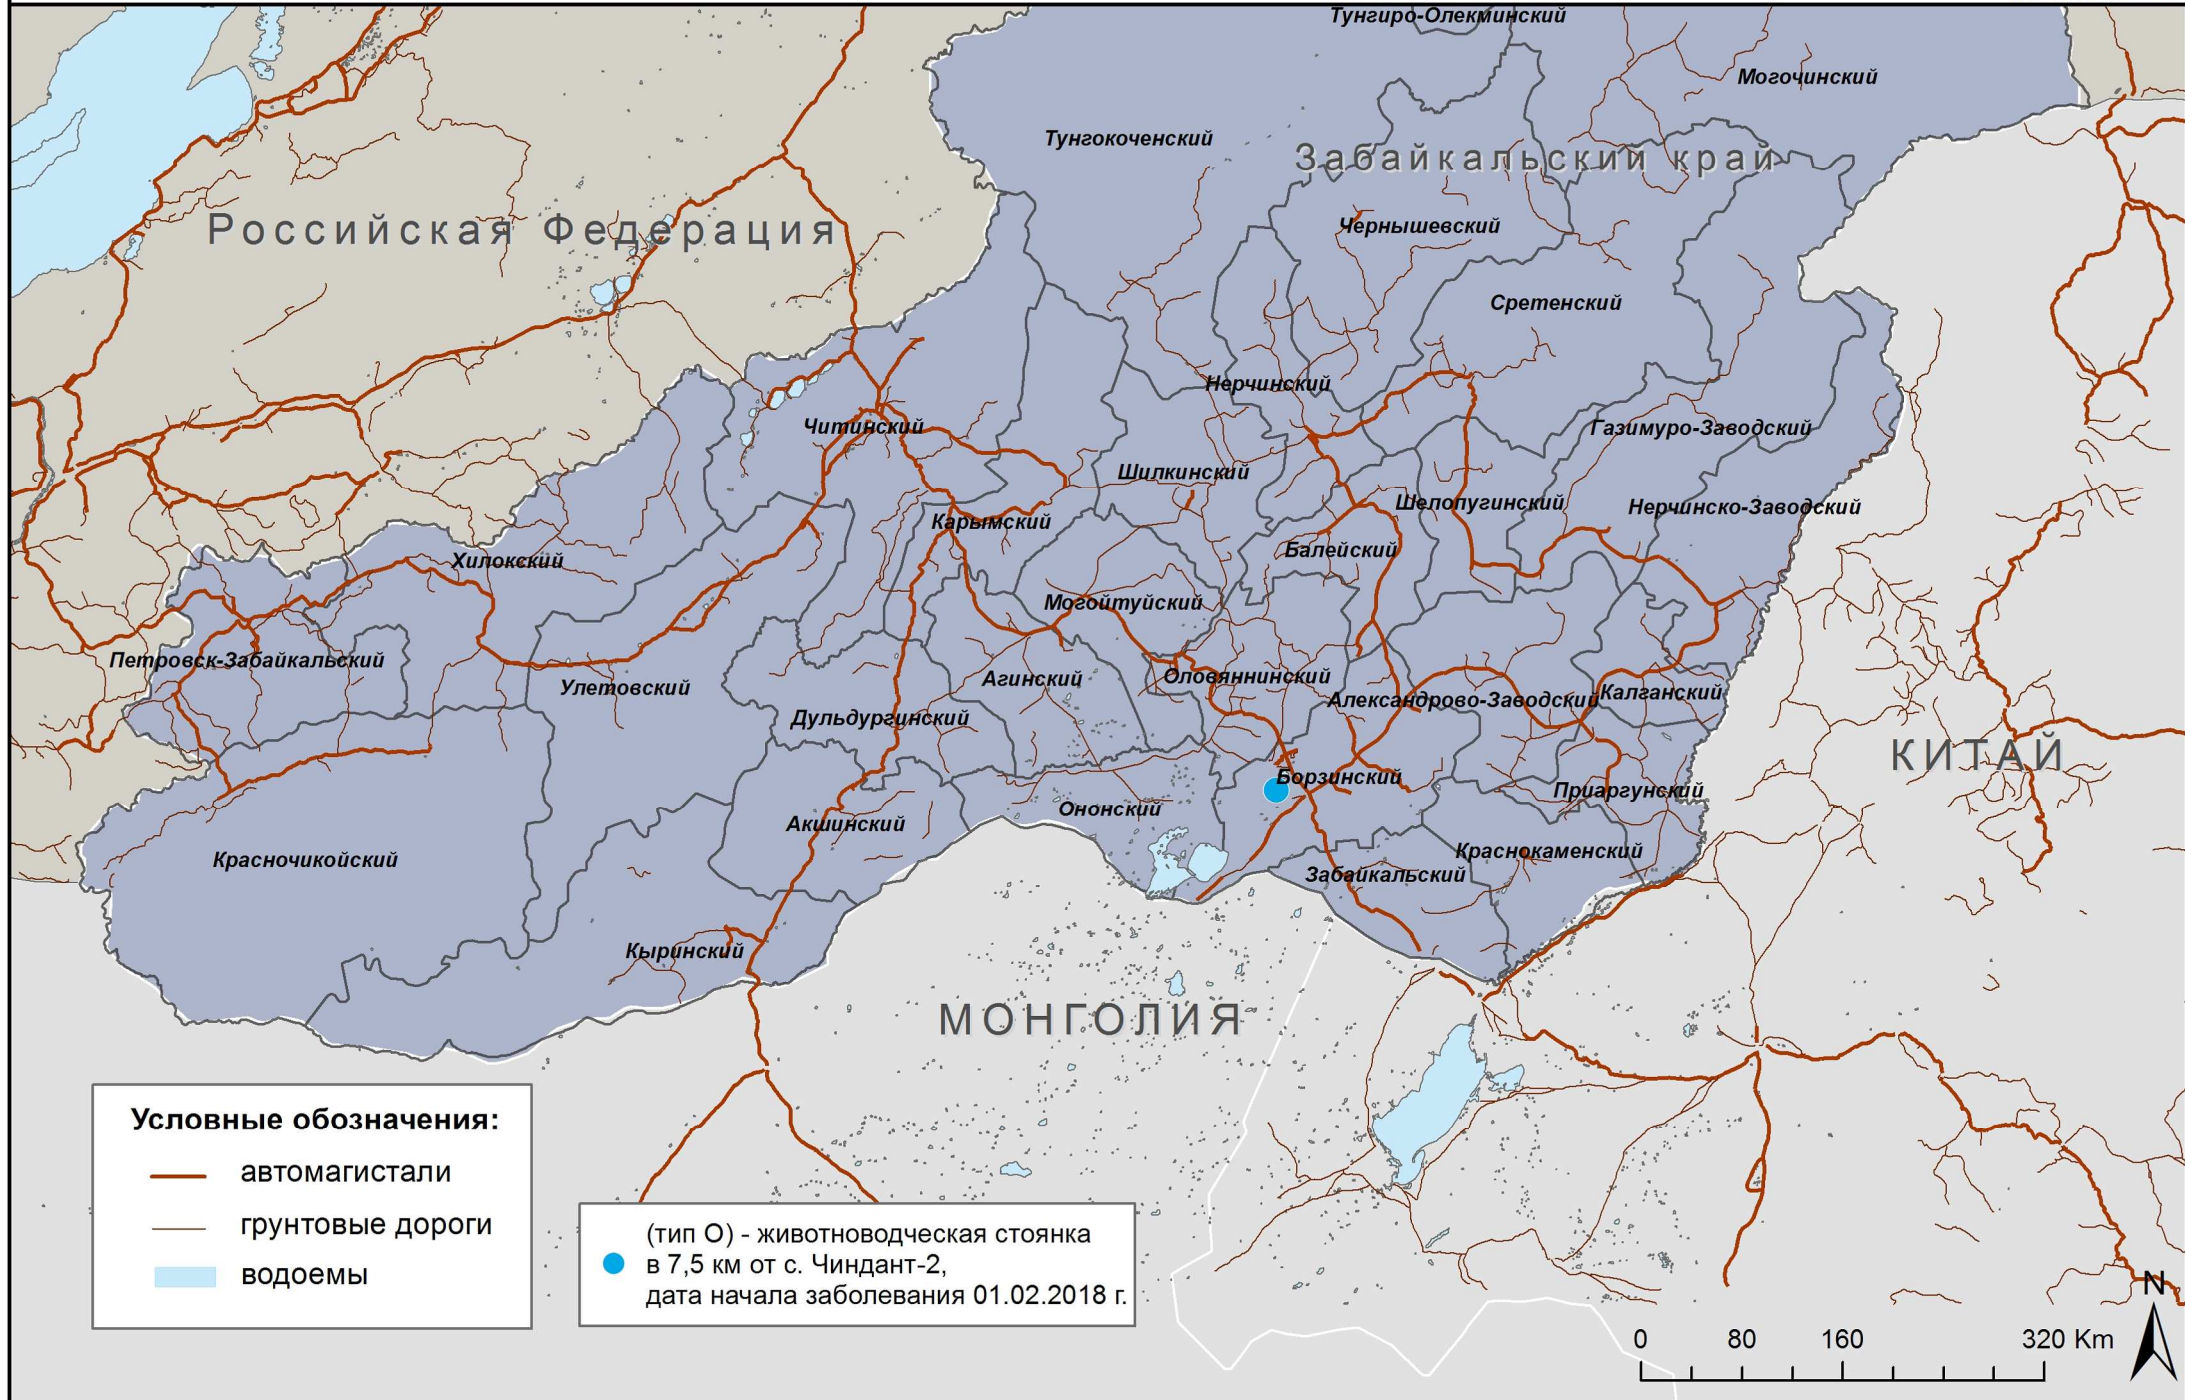 Тунгиро-Олекминский
Могочинский
Тунгокоченский
Забайкальский край
Российская Федерация
Чернышевский
Сретенский
Нерчинский
Читинский
Газимуро-Заводский
Шилкинский
Шелопугинский
Нерчинско-Заводский
Карымский
Балейский
Хилокский
Могойтуйский
Петровск-Забайкальский
Улетовский
Агинский
Оловяннинский
Александрово-Заводский
Калганский
Дульдургинский
КИТАЙ
Борзинский
Приаргунский
Ононский
Акшинский
Красночикойский
Краснокаменский
Забайкальский
Кыринский
МОНГОЛИЯ
Условные обозначения:
автомагистали
грунтовые дороги
водоемы
(тип О) - животноводческая стоянка
в 7,5 км от с. Чиндант-2,
дата начала заболевания 01.02.2018 г.
N
0 80 160 320 Km